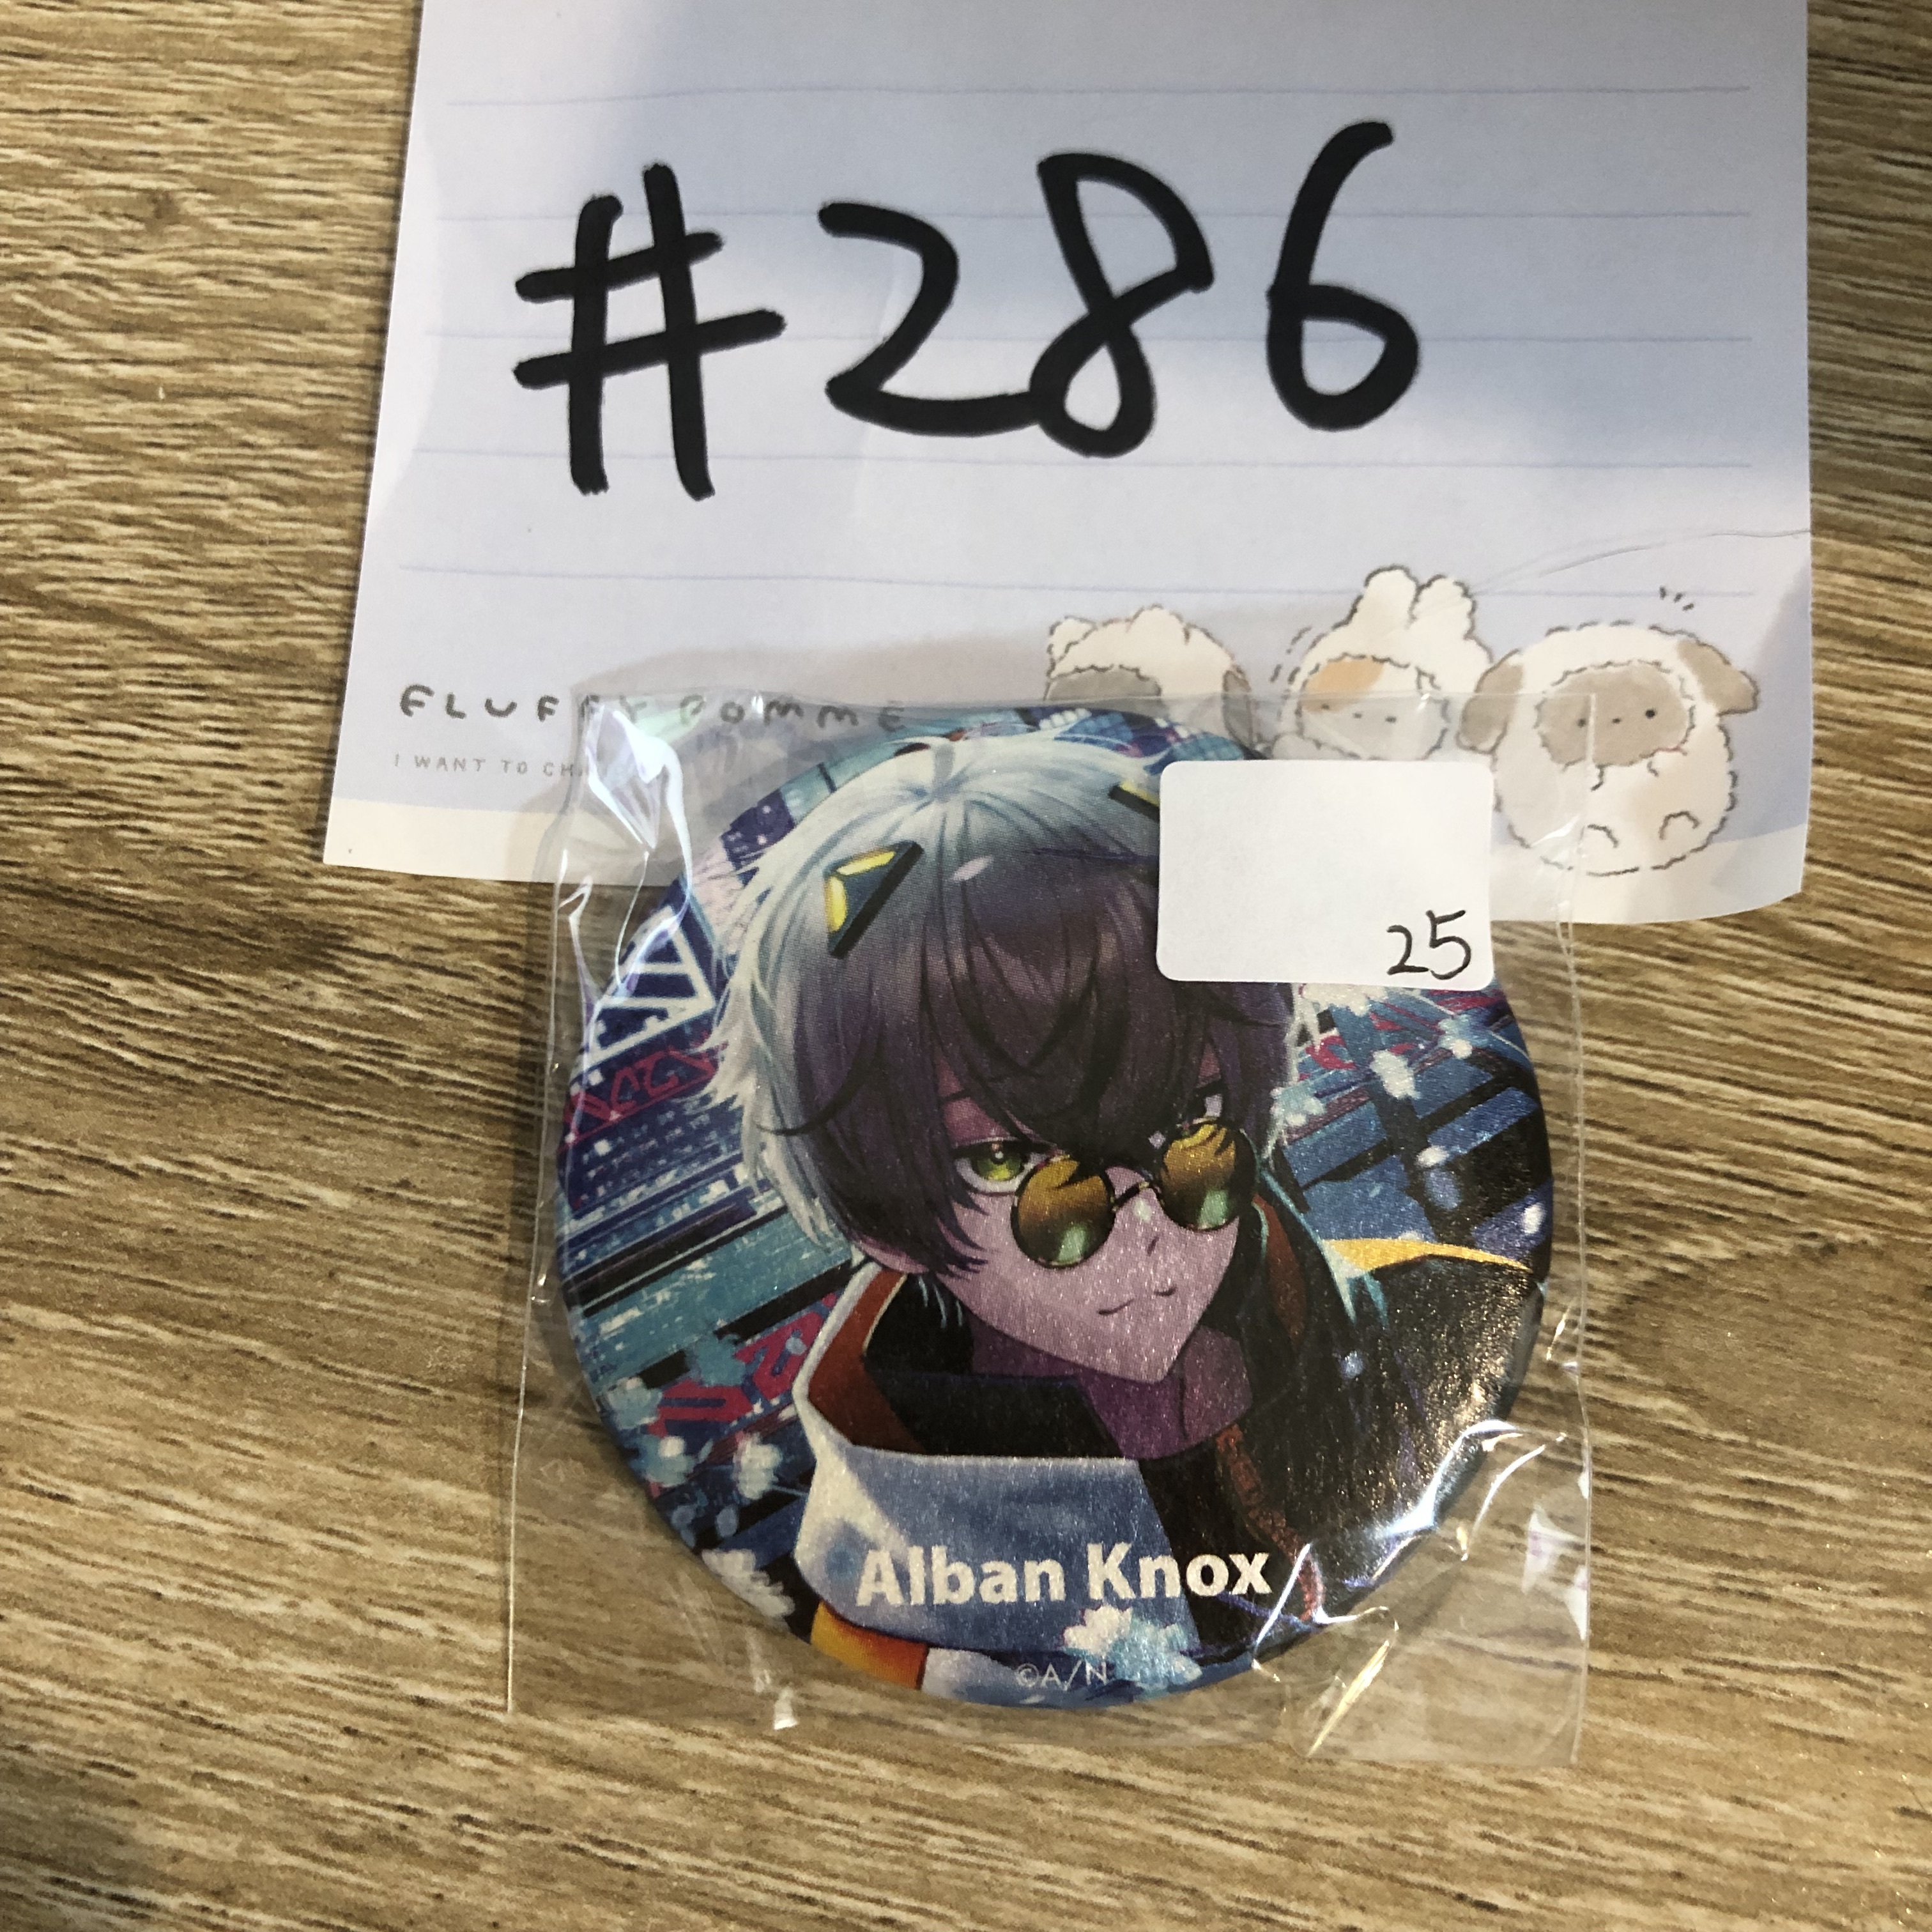 #286
FLUFFY POMME
I WANT TO CH
25
Alban Knox
©A/N